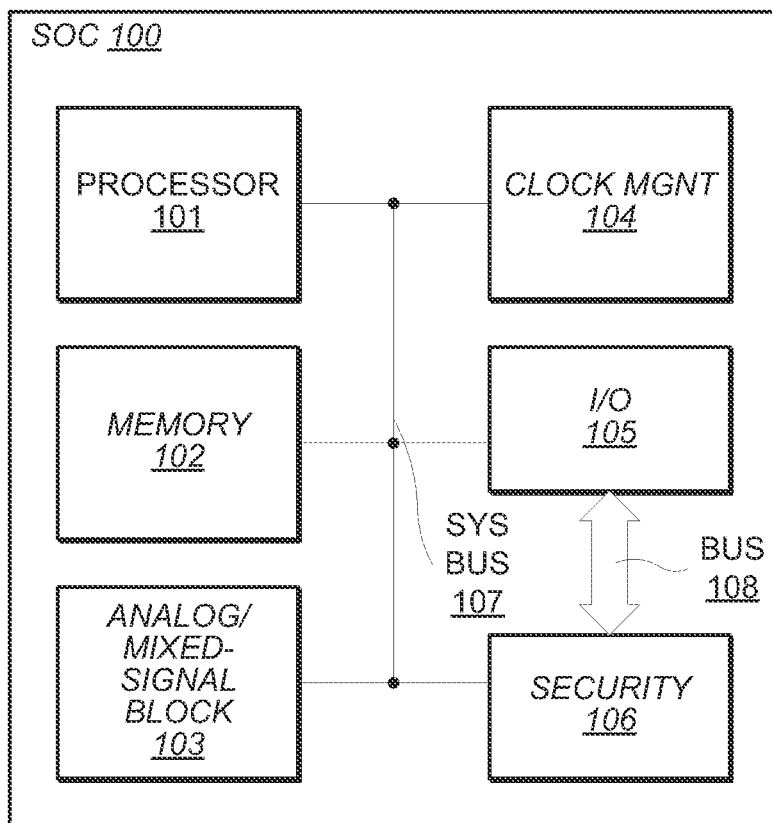 SOC 100
PROCESSOR
101
CLOCK MGNT
104
MEMORY
102
I/O
105
SYS
BUS
107
BUS
108
ANALOG/
MIXED-
SIGNAL
BLOCK
103
SECURITY
106